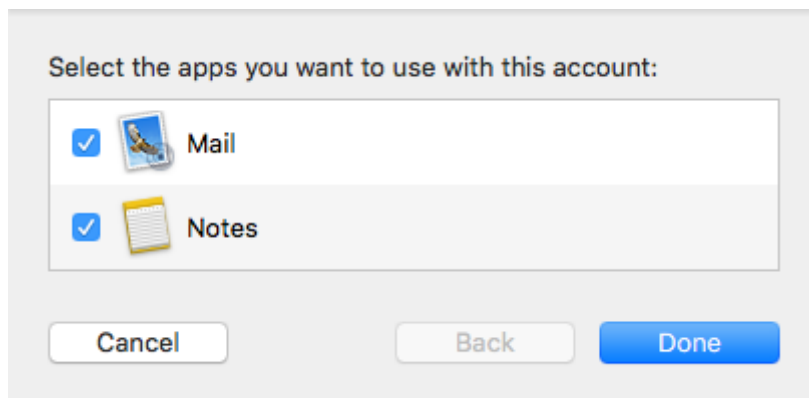 Select the apps you want to use with this account:
Mail
Notes
Cancel Back Done